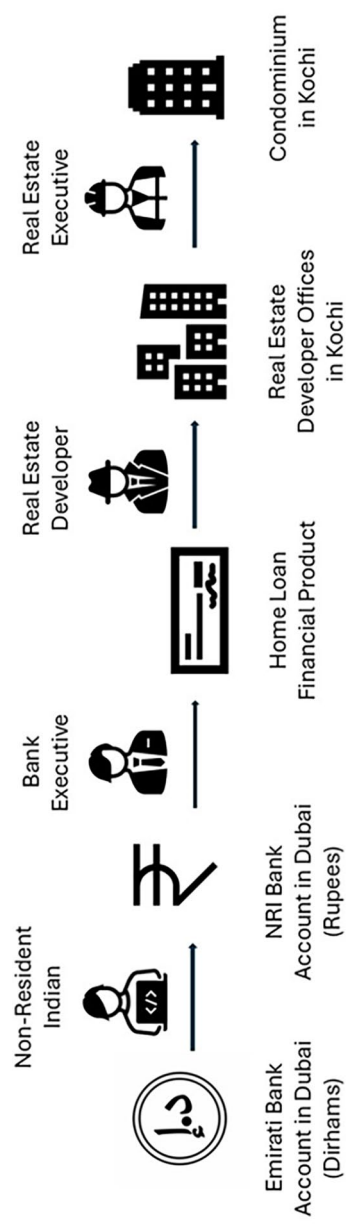 Non-Resident
Indian
Bank
Executive
Real Estate
Developer
Real Estate
Executive
د.إ
</>
₹
Emirati Bank
Account in Dubai
(Dirhams)
NRI Bank
Account in Dubai
(Rupees)
Home Loan
Financial Product
Real Estate
Developer Offices
in Kochi
Condominium
in Kochi